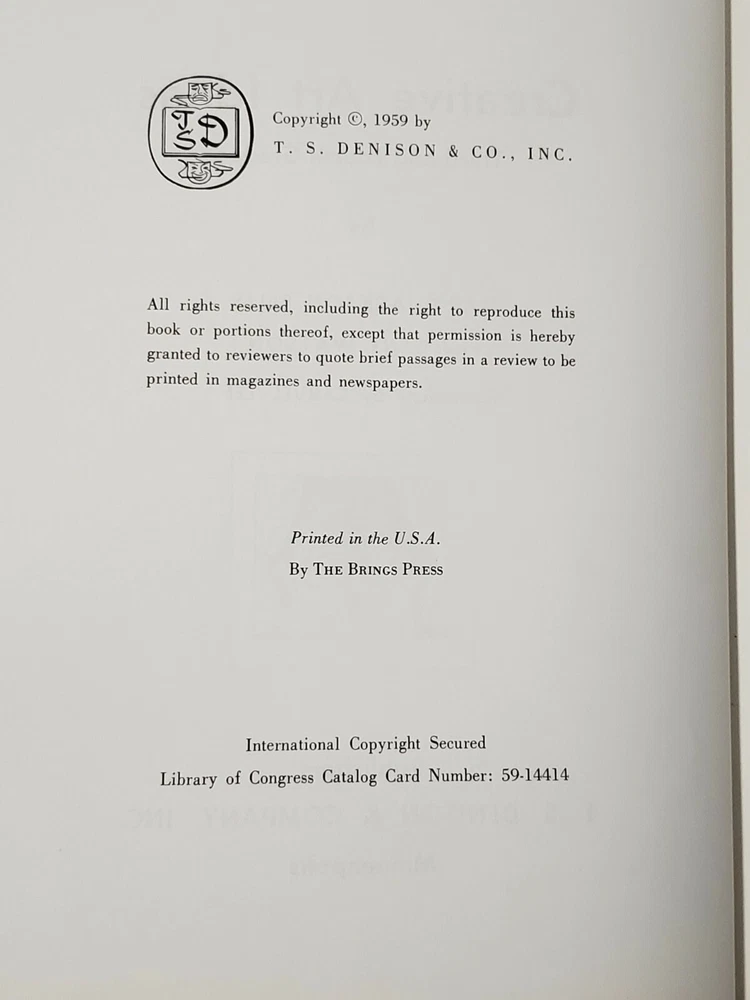 T
S D
Copyright ©, 1959 by
T. S. DENISON & CO., INC.
All rights reserved, including the right to reproduce this
book or portions thereof, except that permission is hereby
granted to reviewers to quote brief passages in a review to be
printed in magazines and newspapers.
Printed in the U.S.A.
By THE BRINGS PRESS
International Copyright Secured
Library of Congress Catalog Card Number: 59-14414